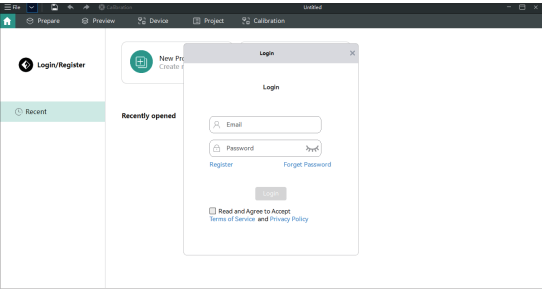 File
Calibration
Untitled
Prepare
Preview
Device
Project
Calibration
Login/Register
New Pro
Create
Login
Login
Recent
Recently opened
Email
Password
Register Forget Password
Login
Read and Agree to Accept
Terms of Service and Privacy Policy